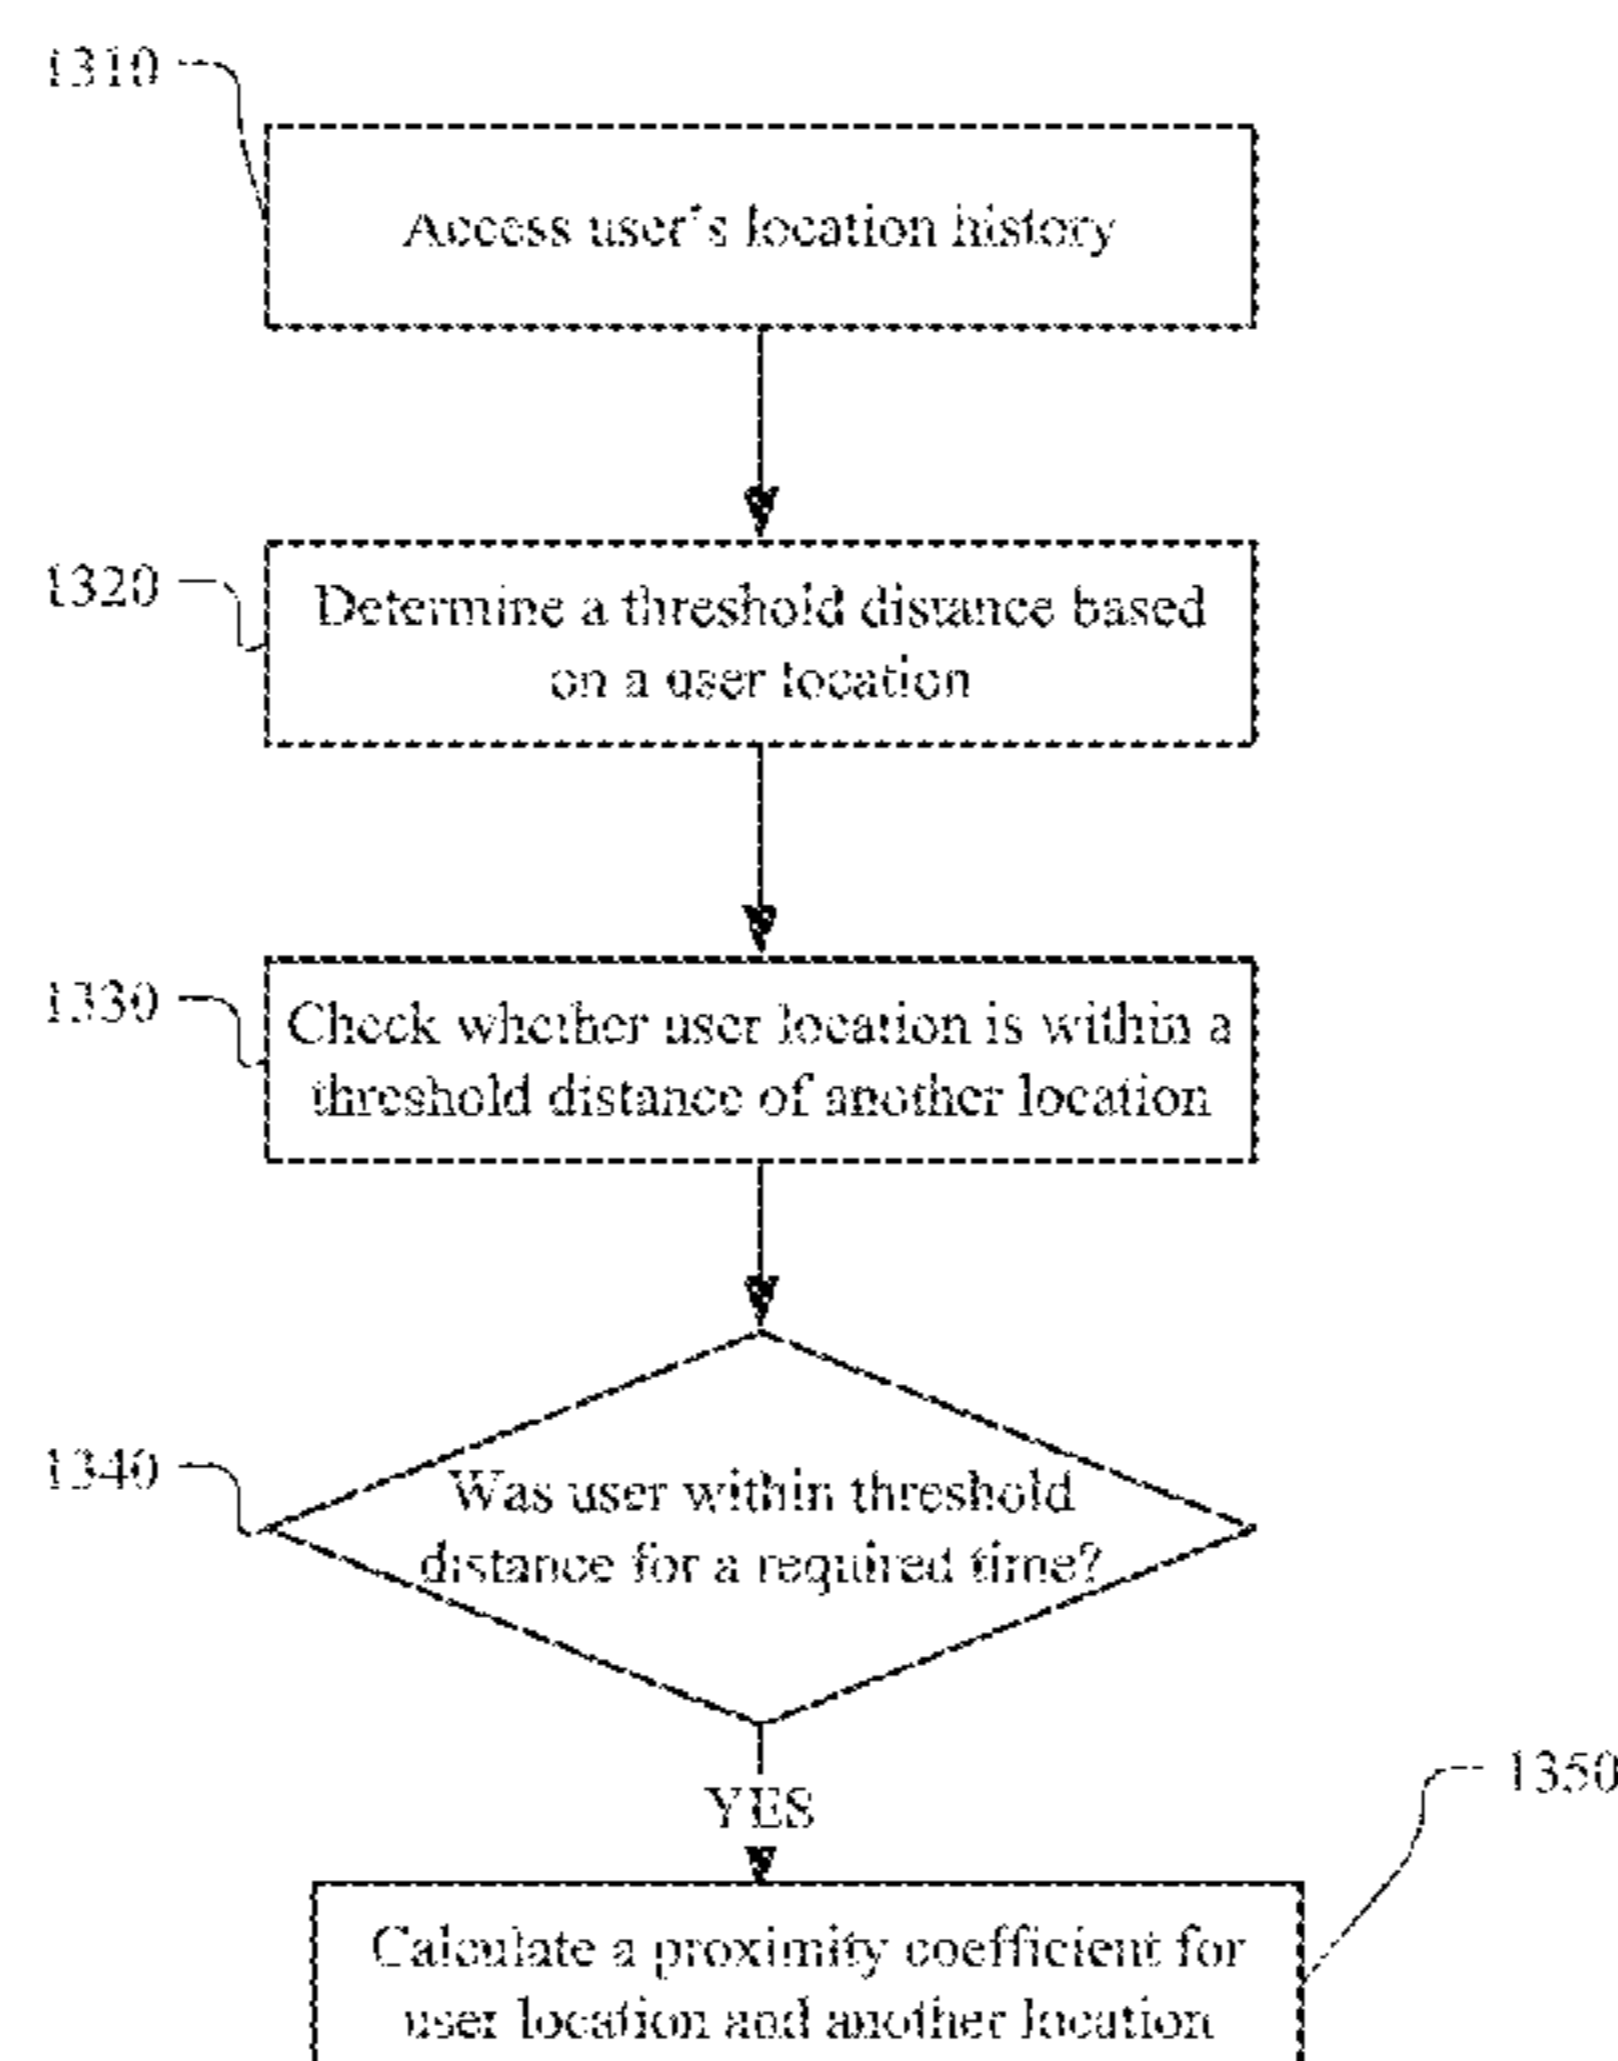 1310
Access user's location history
1320
Determine a threshold distance based
on a user location
1330
Check whether user location is within a
threshold distance of another location
1340
Was user within threshold
distance for a required time?
YES
1350
Calculate a proximity coefficient for
user location and another location